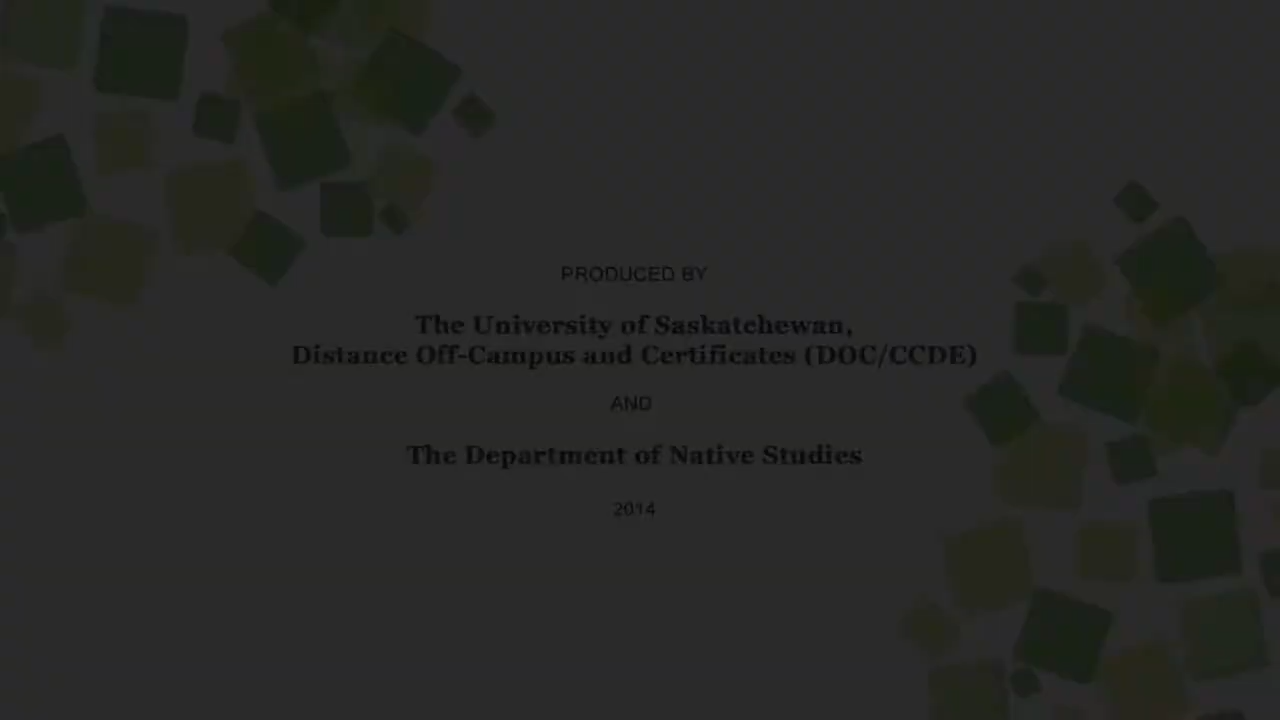 PRODUCED BY
The University of Saskatchewan,
Distance Off-Campus and Certificates (DOC/CCDE)
AND
The Department of Native Studies
2014